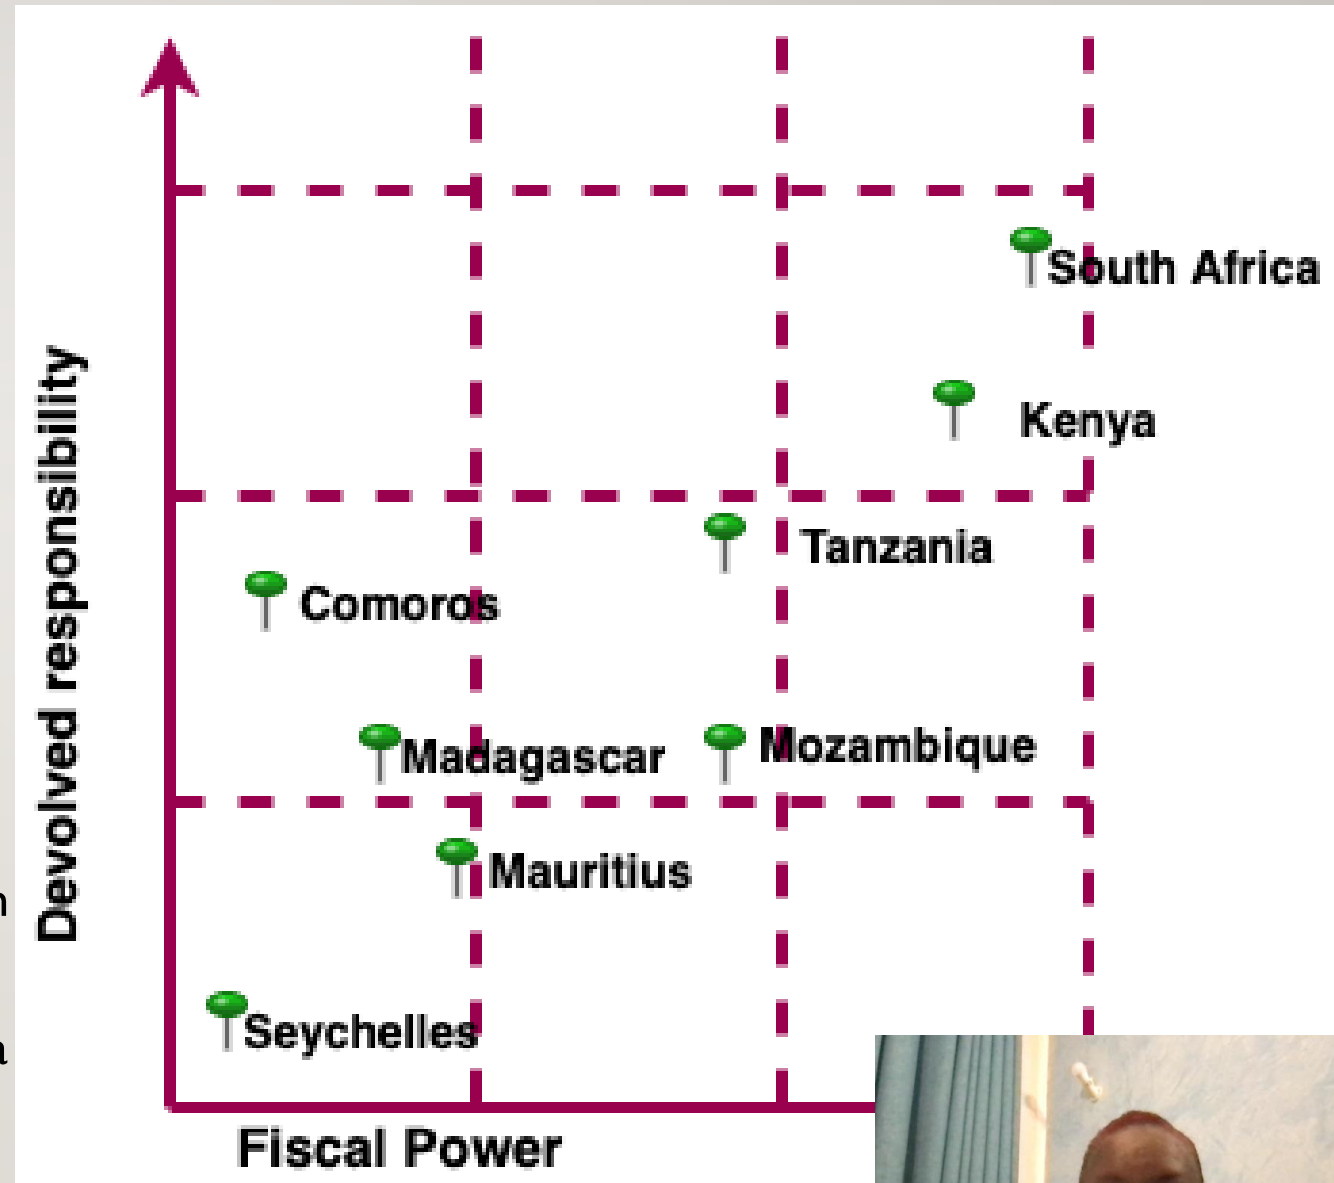 Devolved responsibility
South Africa
Kenya
Tanzania
Comoros
Madagascar
Mozambique
Mauritius
n
Seychelles
a
Fiscal Power